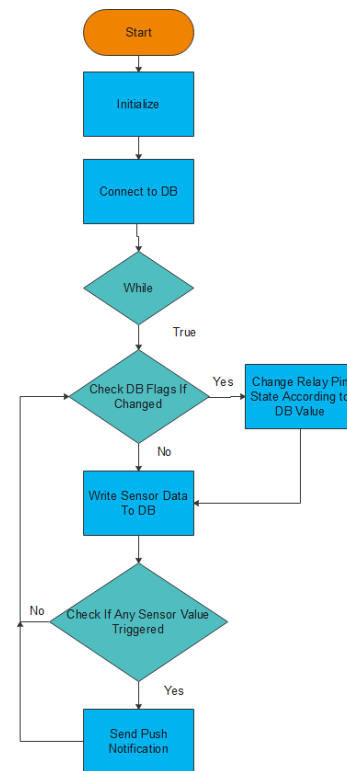 Start
Initialize
Connect to DB
While
True
Check DB Flags If
Changed
Yes
Change Relay Pin
State According to
DB Value
No
Write Sensor Data
To DB
Check If Any Sensor Value
Triggered
No
Yes
Send Push
Notification